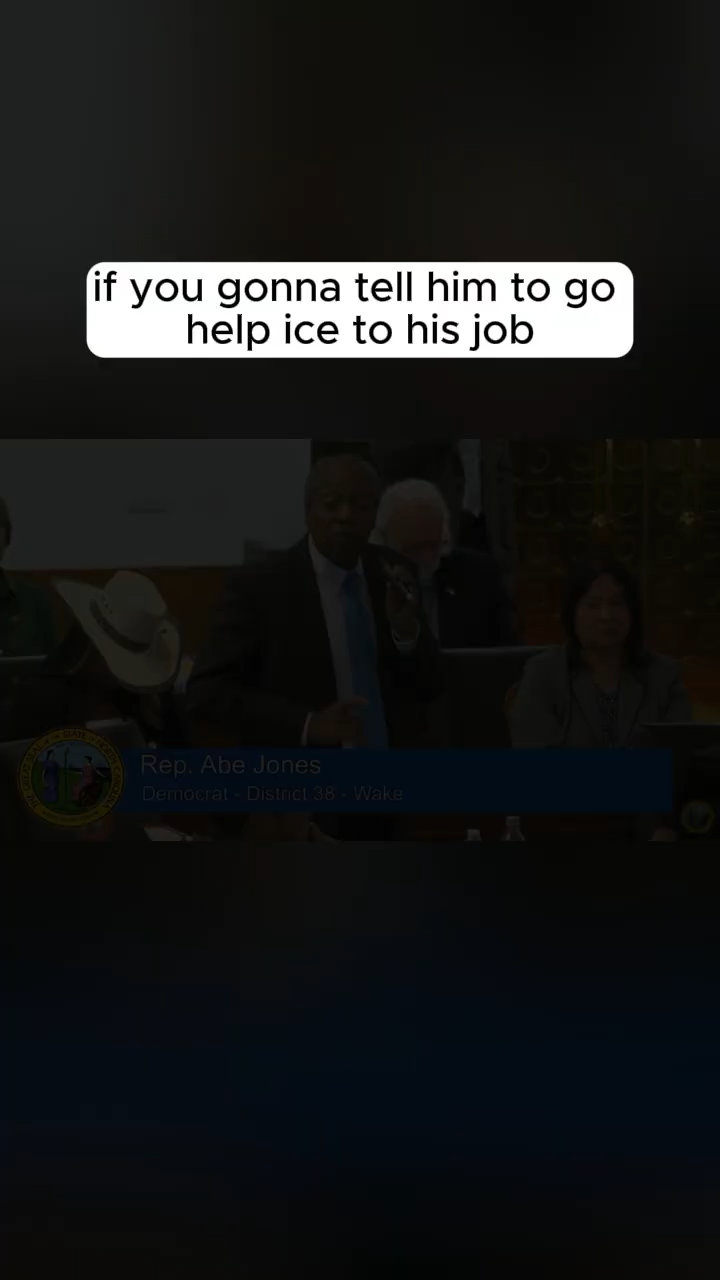 if you gonna tell him to go
help ice to his job
Rep. Abe Jones
Democrat - District 38 - Wake